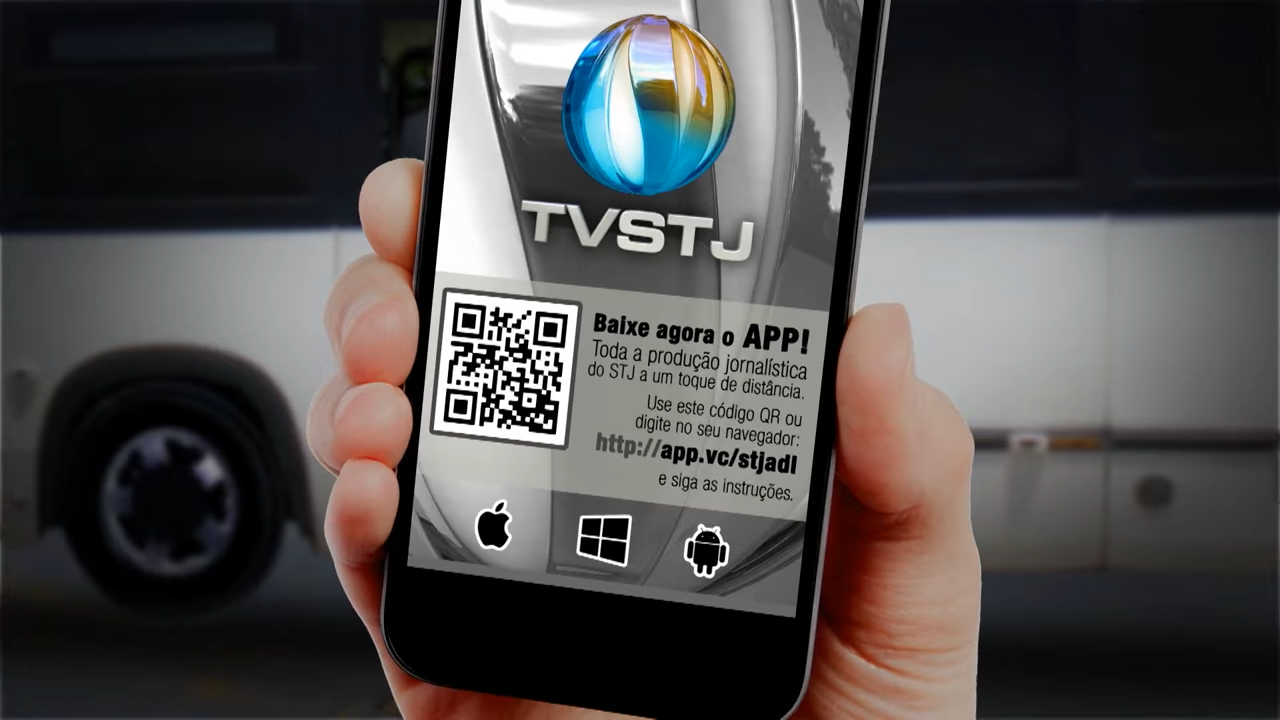 TVSTJ
Baixe agora o APP!
Toda a produção jornalística
do STJ a um toque de distância.
Use este código QR ou
digite no seu navegador:
http://app.vc/stjadl
e siga as instruções.